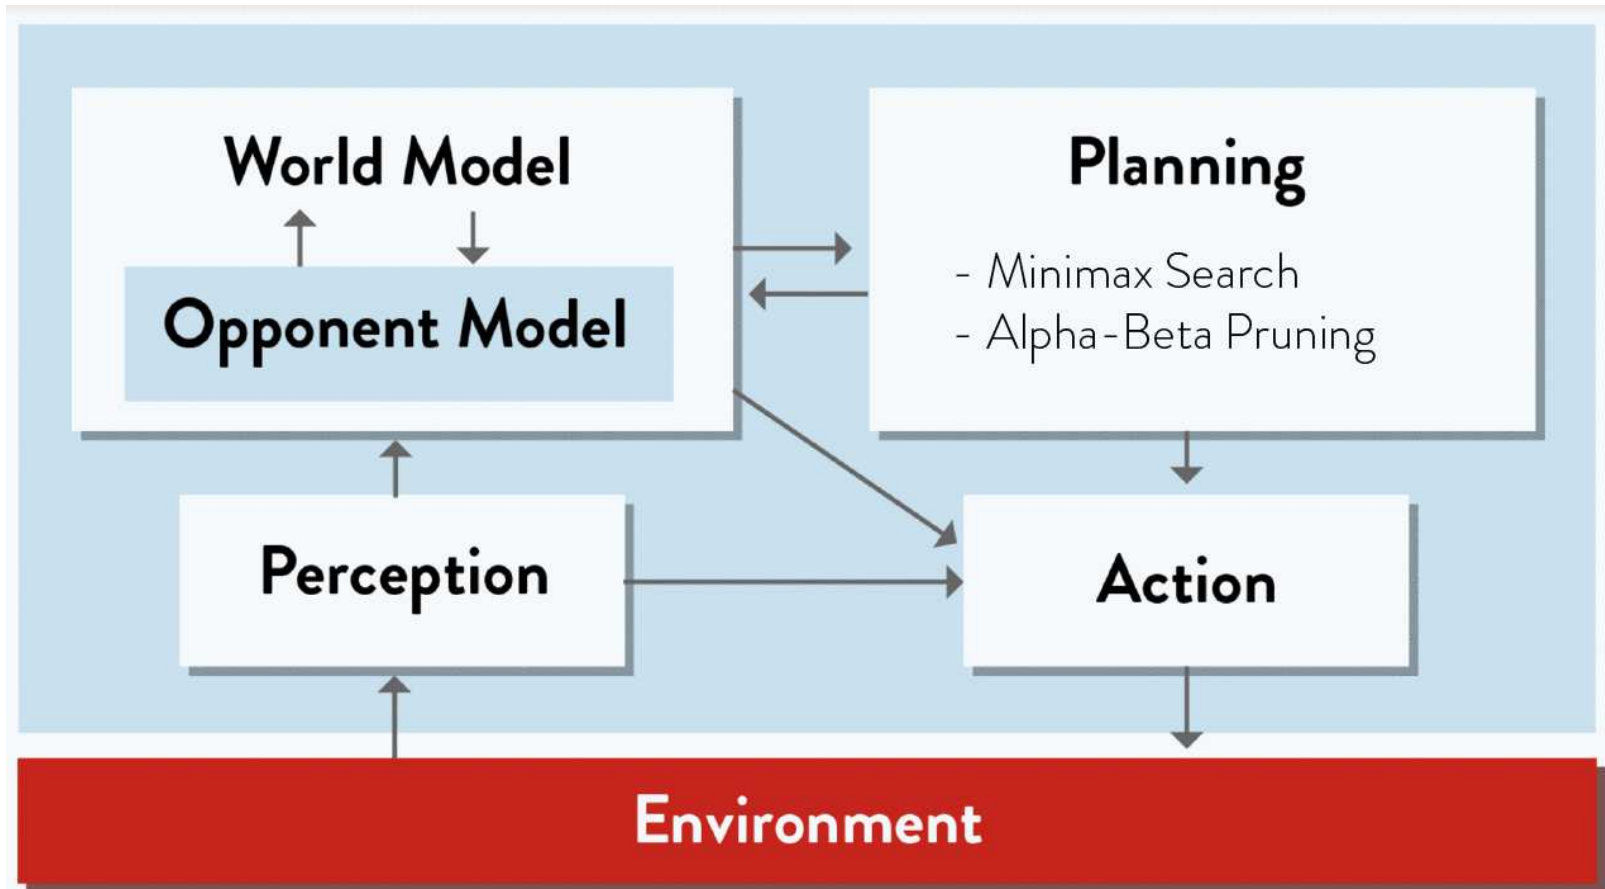 World Model
Opponent Model
Planning
- Minimax Search
- Alpha-Beta Pruning
Perception
Action
Environment